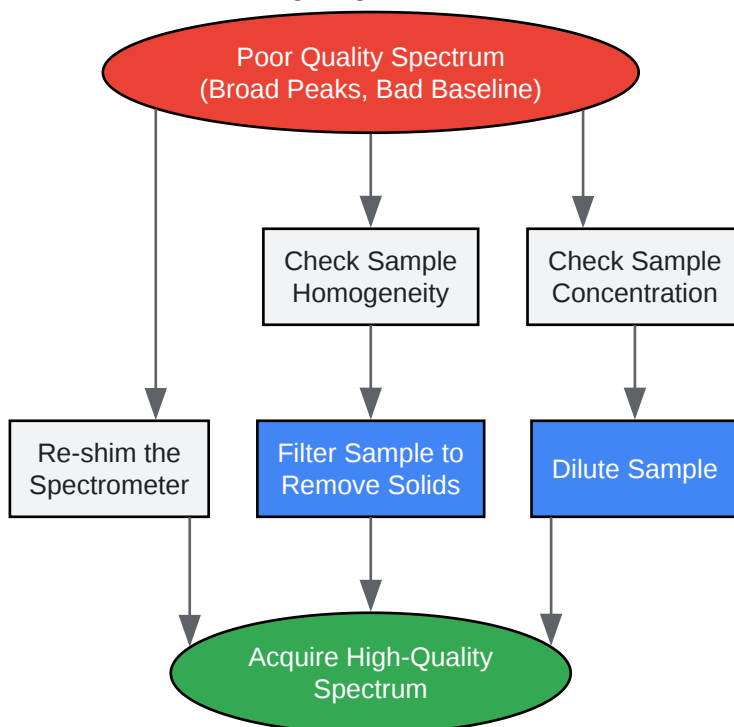 Poor Quality Spectrum
(Broad Peaks, Bad Baseline)
Check Sample
Homogeneity
Check Sample
Concentration
Re-shim the
Spectrometer
Filter Sample to
Remove Solids
Dilute Sample
Acquire High-Quality
Spectrum